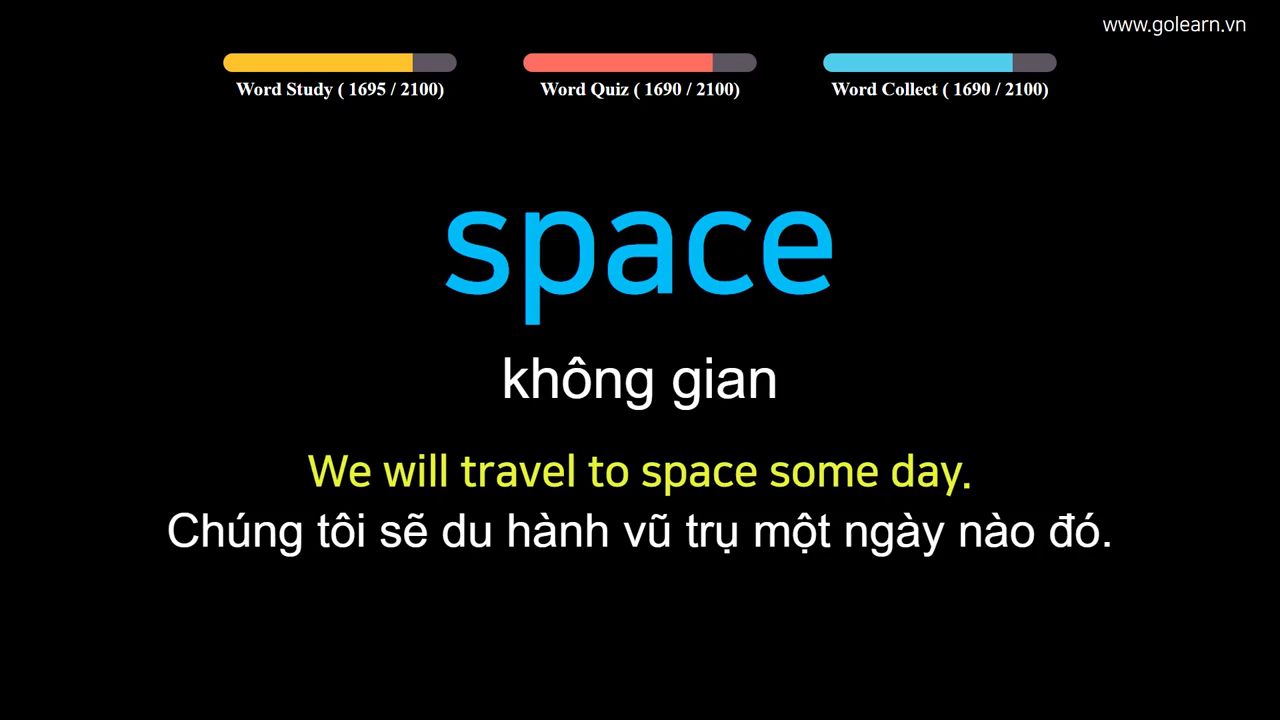 www.golearn.vn
Word Study ( 1695 / 2100)
Word Quiz ( 1690 / 2100)
Word Collect ( 1690 / 2100)
space
không gian
We will travel to space some day.
Chúng tôi sẽ du hành vũ trụ một ngày nào đó.